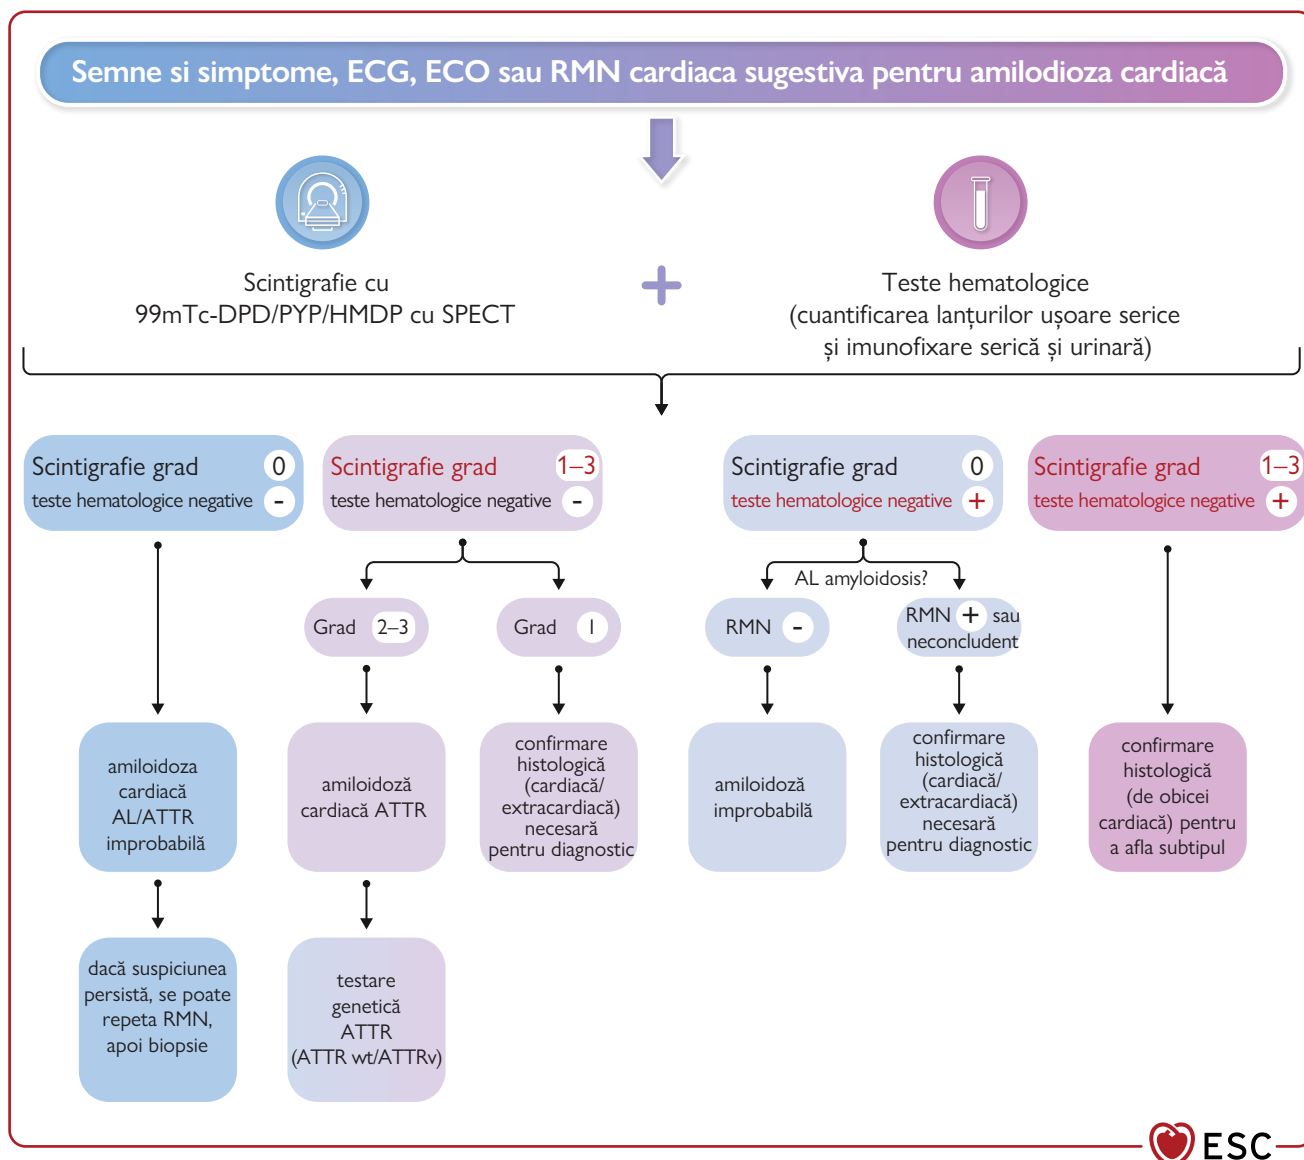 Semne si simptome, ECG, ECO sau RMN cardiaca sugestiva pentru amilodioza cardiacă
Scintigrafie cu
99mTc-DPD/PYP/HMDP cu SPECT
+
Teste hematologice
(cuantificarea lanțurilor ușoare serice
și imunofixare serică și urinară)
Scintigrafie grad 0
teste hematologice negative -
Scintigrafie grad 1–3
teste hematologice negative -
Scintigrafie grad 0
teste hematologice negative +
Scintigrafie grad 1–3
teste hematologice negative +
AL amyloidosis?
Grad 2–3
Grad 1
RMN -
RMN + sau
neconcludent
amiloidoza
cardiacă
AL/ATTR
improbabilă
amiloidoză
cardiacă ATTR
confirmare
histologică
(cardiacă/
extracardiacă)
necesară
pentru diagnostic
amiloidoză
improbabilă
confirmare
histologică
(cardiacă/
extracardiacă)
necesară
pentru diagnostic
confirmare
histologică
(de obicei
cardiacă) pentru
a afla subtipul
dacă suspiciunea
persistă, se poate
repeta RMN,
apoi biopsie
testare
genetică
ATTR
(ATTR wt/ATTRv)
ESC